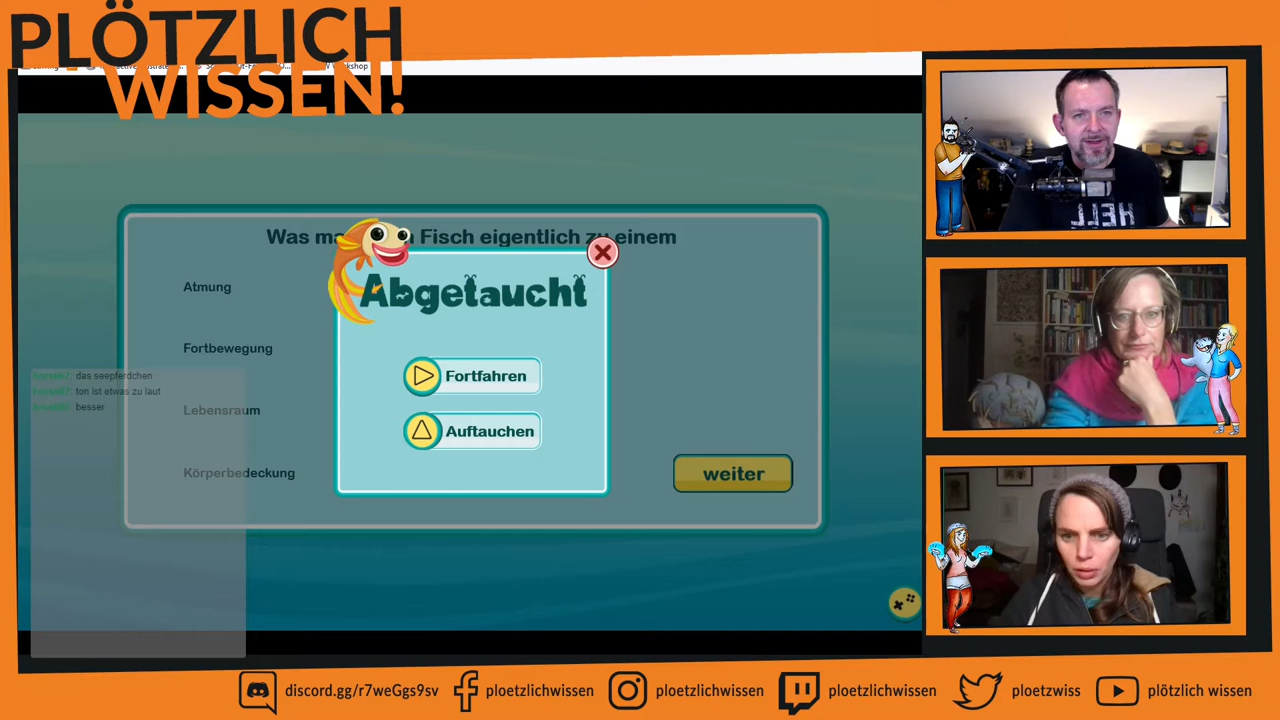 PLÖTZLICH
WISSEN!
Workshop
Was
Fisch eigentlich zu einem
Atmung
Fortbewegung
Lebensraum
Körperbedeckung
Abgetaucht
Fortfahren
Auftauchen
weiter
das seepferdchen
ton ist etwas zu laut
besser
HELL
discord.gg/r7weGgs9sv
ploetzlichwissen
ploetzlichwissen
ploetzlichwissen
ploetzwiss
plötzlich wissen